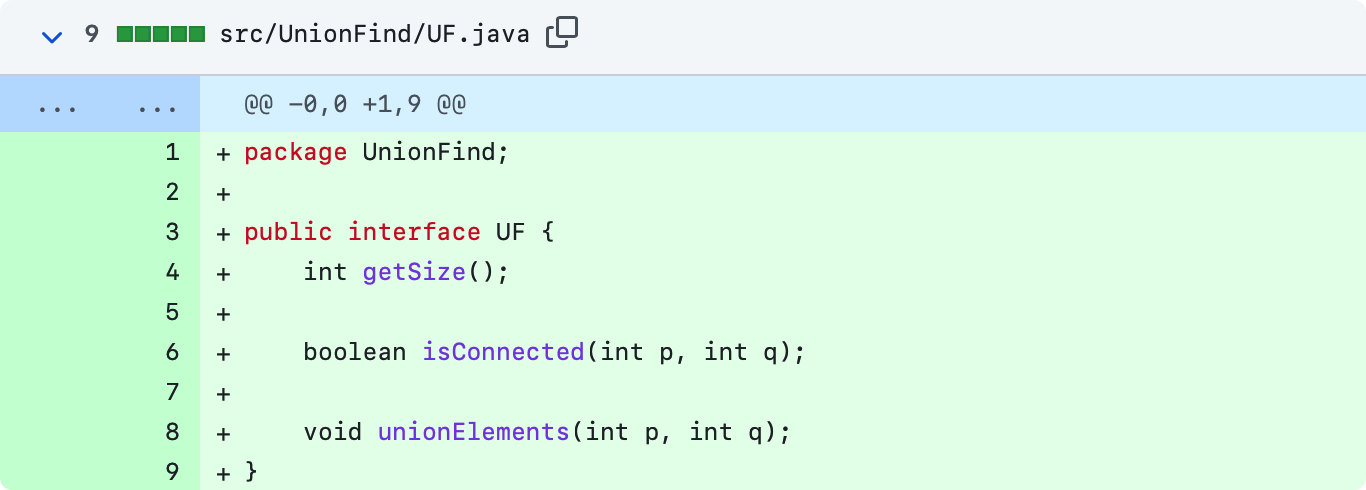 9 src/UnionFind/UF.java
... ... @@ -0,0 +1,9 @@
1 + package UnionFind;
2 +
3 + public interface UF {
4 +     int getSize();
5 +
6 +     boolean isConnected(int p, int q);
7 +
8 +     void unionElements(int p, int q);
9 + }